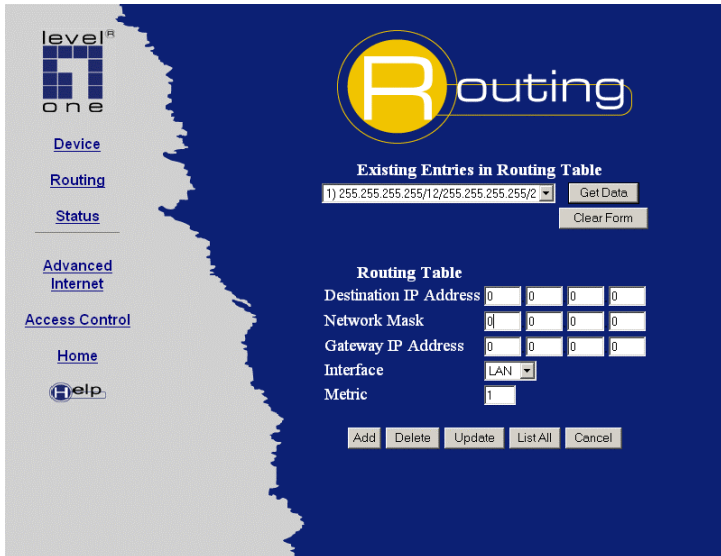 level®
one
Device
Routing
Status
Advanced
Internet
Access Control
Home
Help
Routing
Existing Entries in Routing Table
1) 255.255.255.255/12/255.255.255.255/2
Get Data
Clear Form
Routing Table
Destination IP Address 0 0 0 0
Network Mask 0 0 0 0
Gateway IP Address 0 0 0 0
Interface LAN
Metric 1
Add Delete Update List All Cancel